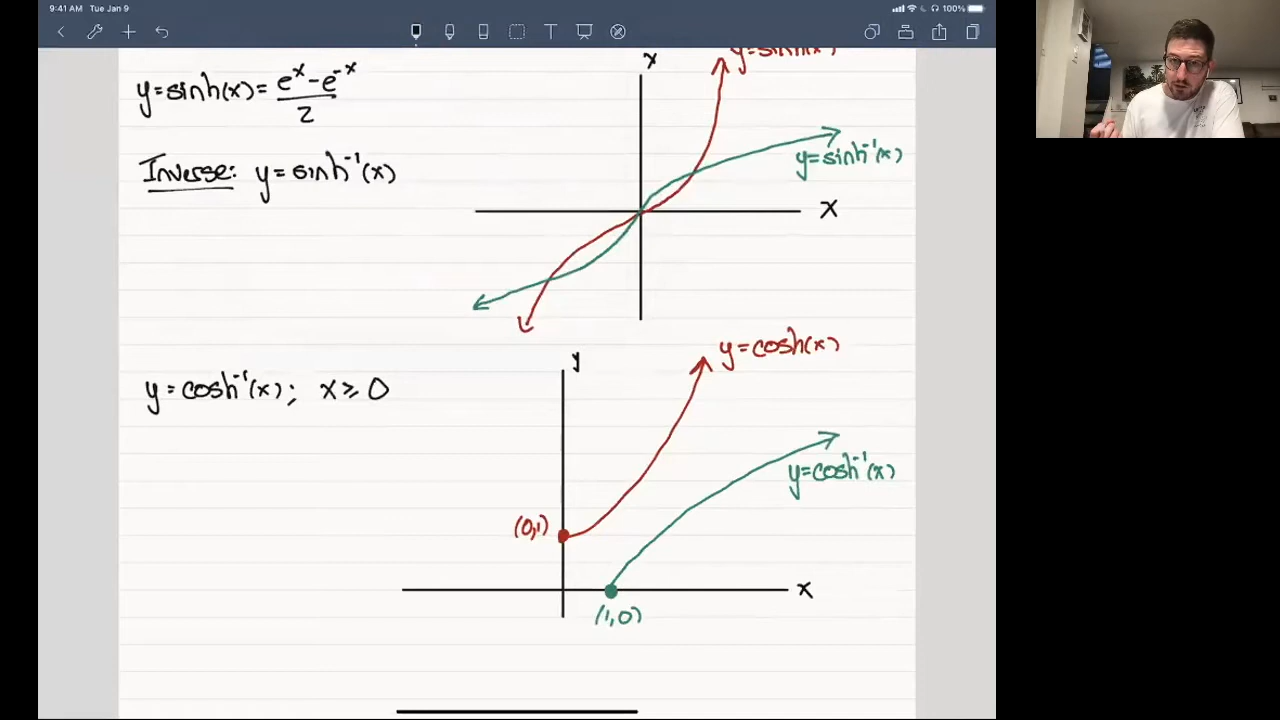 9:41 AM Tue Jan 9
100%
y=sinh(x)= e^x-e^-x / 2
Inverse: y=sinh⁻¹(x)
y=sinh(x)
y=sinh⁻¹(x)
x
x
y=cosh⁻¹(x); x≥0
y
y=cosh(x)
y=cosh⁻¹(x)
(0,1)
x
(1,0)